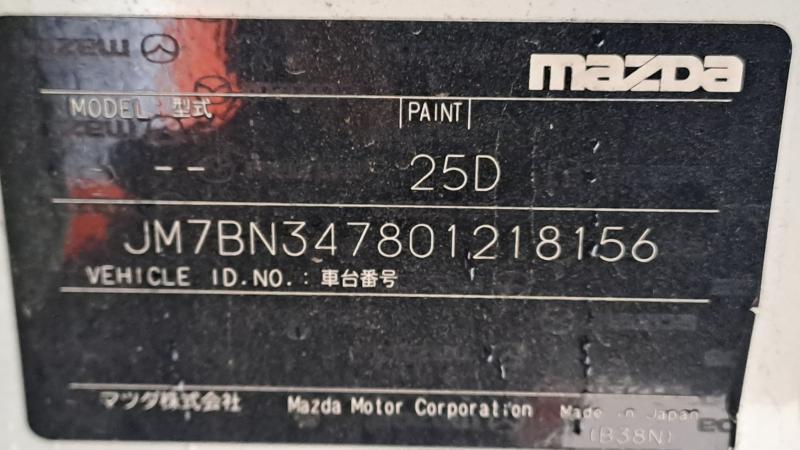 mazda
MODEL : 型式 PAINT
- -- 25D
JM7BN347801218156
VEHICLE ID.NO. : 車台番号
マツダ株式会社 Mazda Motor Corporation Made in Japan
(B38N)